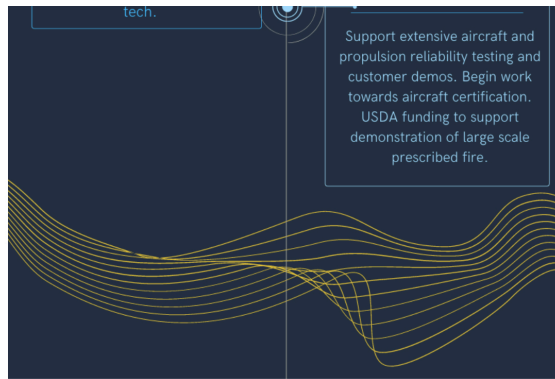 tech.
Support extensive aircraft and
propulsion reliability testing and
customer demos. Begin work
towards aircraft certification.
USDA funding to support
demonstration of large scale
prescribed fire.